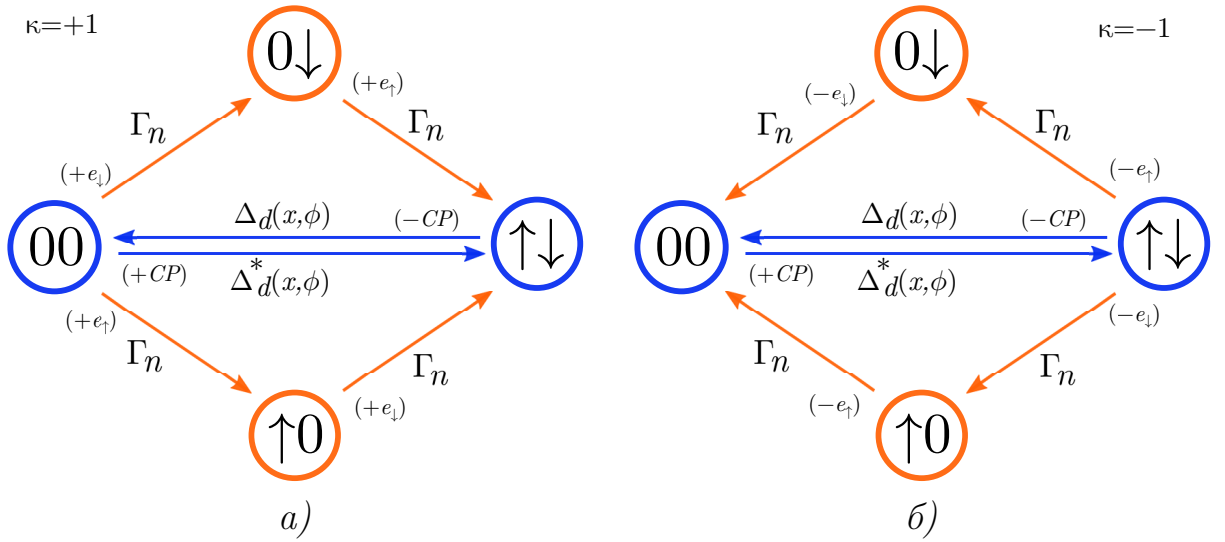 κ=+1
0↓
(+e↑)
Γn
Γn
(+e↓)
00
Δd(x,ϕ)
(−CP)
(+CP)
Δ*d(x,ϕ)
↑↓
(+e↑)
Γn
Γn
(+e↓)
↑0
а)
κ=−1
0↓
(−e↓)
Γn
Γn
(−e↑)
00
Δd(x,ϕ)
(−CP)
(+CP)
Δ*d(x,ϕ)
↑↓
(−e↓)
Γn
Γn
(−e↑)
↑0
б)